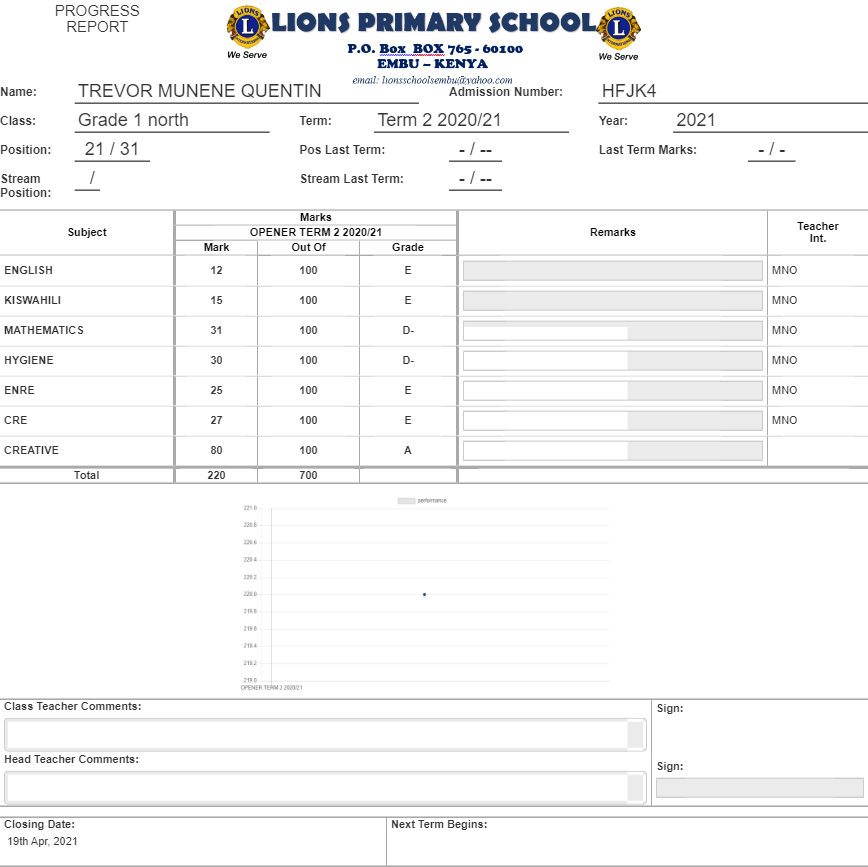 PROGRESS
REPORT
LIONS PRIMARY SCHOOL
P.O. Box BOX 765 - 60100
EMBU – KENYA
email: lionsschoolsembu@yahoo.com
LIONS
L
We Serve
LIONS
L
We Serve
Name: TREVOR MUNENE QUENTIN Admission Number: HFJK4
Class: Grade 1 north Term: Term 2 2020/21 Year: 2021
Position: 21 / 31 Pos Last Term: - / -- Last Term Marks: - / -
Stream Position: / Stream Last Term: - / --
Subject Marks Remarks Teacher Int.
OPENER TERM 2 2020/21
Mark Out Of Grade
ENGLISH 12 100 E MNO
KISWAHILI 15 100 E MNO
MATHEMATICS 31 100 D- MNO
HYGIENE 30 100 D- MNO
ENRE 25 100 E MNO
CRE 27 100 E MNO
CREATIVE 80 100 A
Total 220 700
performance
221.0
220.8
220.6
220.4
220.2
220.0
219.8
219.6
219.4
219.2
219.0
OPENER TERM 2 2020/21
Class Teacher Comments: Sign:
Head Teacher Comments: Sign:
Closing Date: Next Term Begins:
19th Apr, 2021